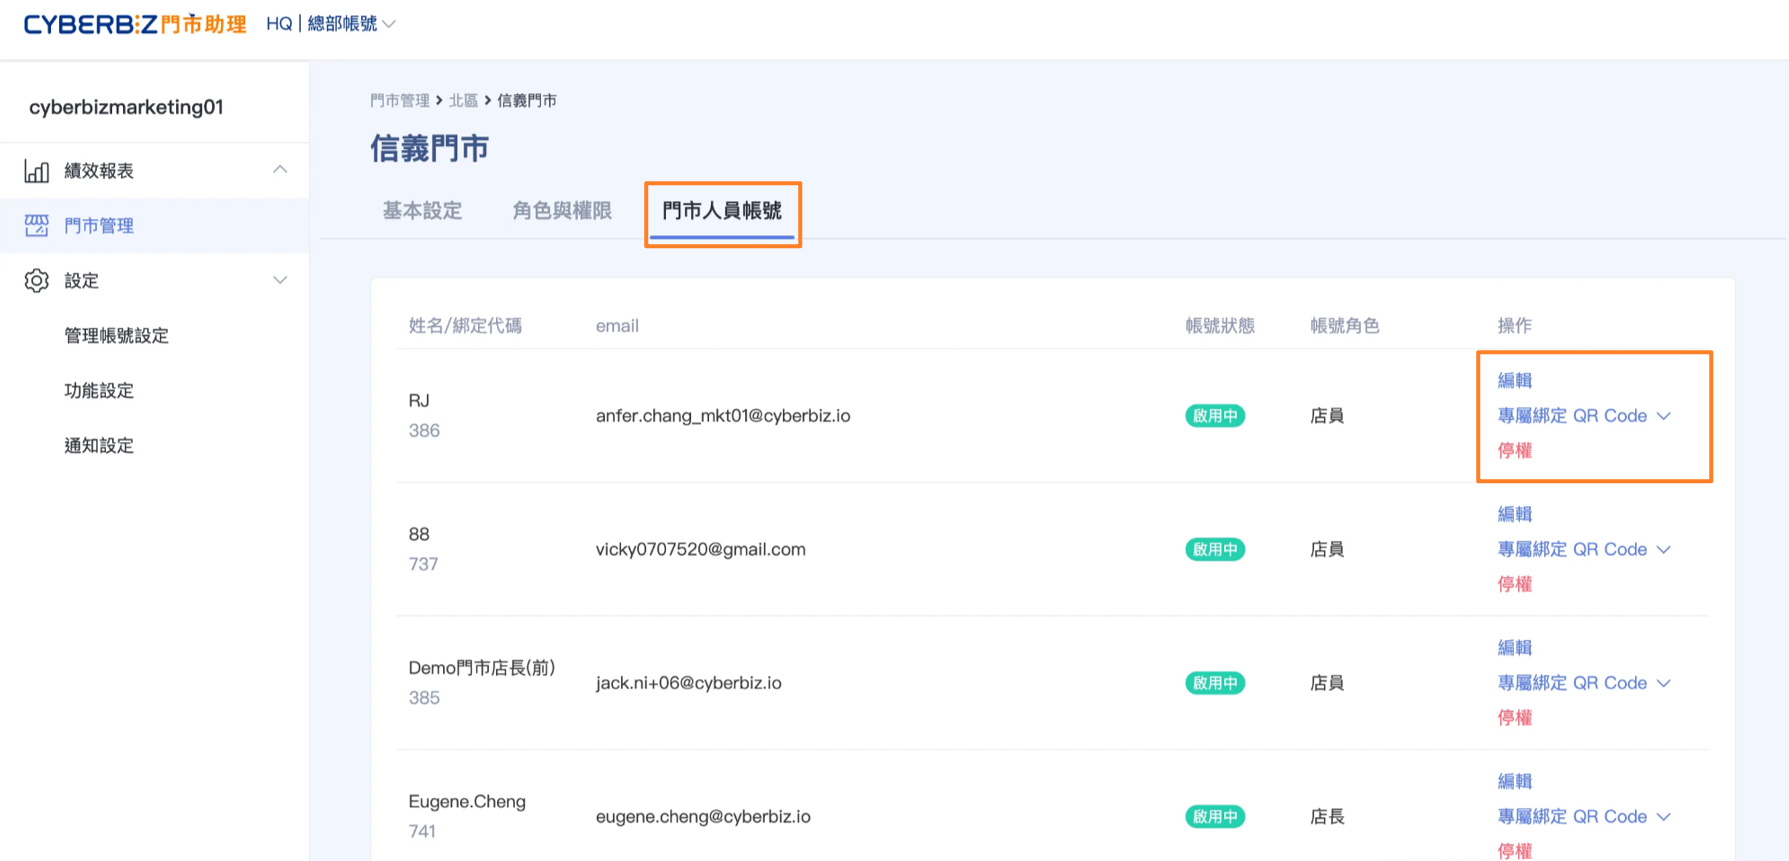 CYBERBIZ門市助理 HQ | 總部帳號
cyberbizmarketing01
績效報表
門市管理
設定
管理帳號設定
功能設定
通知設定
門市管理 > 北區 > 信義門市
信義門市
基本設定 角色與權限 門市人員帳號
姓名/綁定代碼 email 帳號狀態 帳號角色 操作
RJ
386
anfer.chang_mkt01@cyberbiz.io
啟用中
店員
編輯
專屬綁定 QR Code
停權
88
737
vicky0707520@gmail.com
啟用中
店員
編輯
專屬綁定 QR Code
停權
Demo門市店長(前)
385
jack.ni+06@cyberbiz.io
啟用中
店員
編輯
專屬綁定 QR Code
停權
Eugene.Cheng
741
eugene.cheng@cyberbiz.io
啟用中
店長
編輯
專屬綁定 QR Code
停權